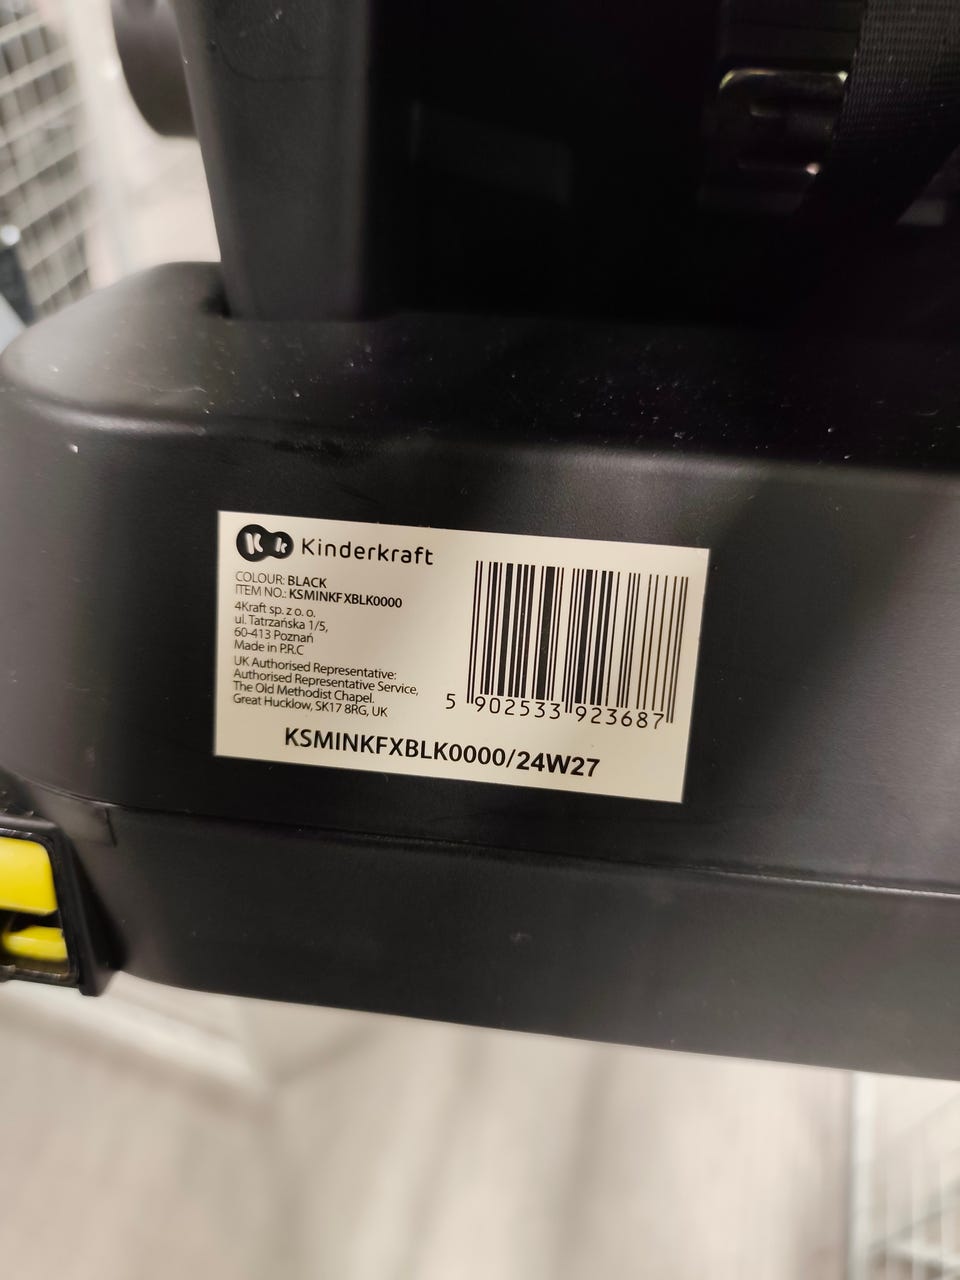 Kinderkraft
COLOUR: BLACK
ITEM NO.: KSMINKFXBLK0000
4Kraft sp. z o. o.
ul. Tatrzańska 1/5,
60-413 Poznań
Made in P.R.C
UK Authorised Representative:
Authorised Representative Service,
The Old Methodist Chapel.
Great Hucklow, SK17 8RG, UK
5 902533 923687
KSMINKFXBLK0000/24W27